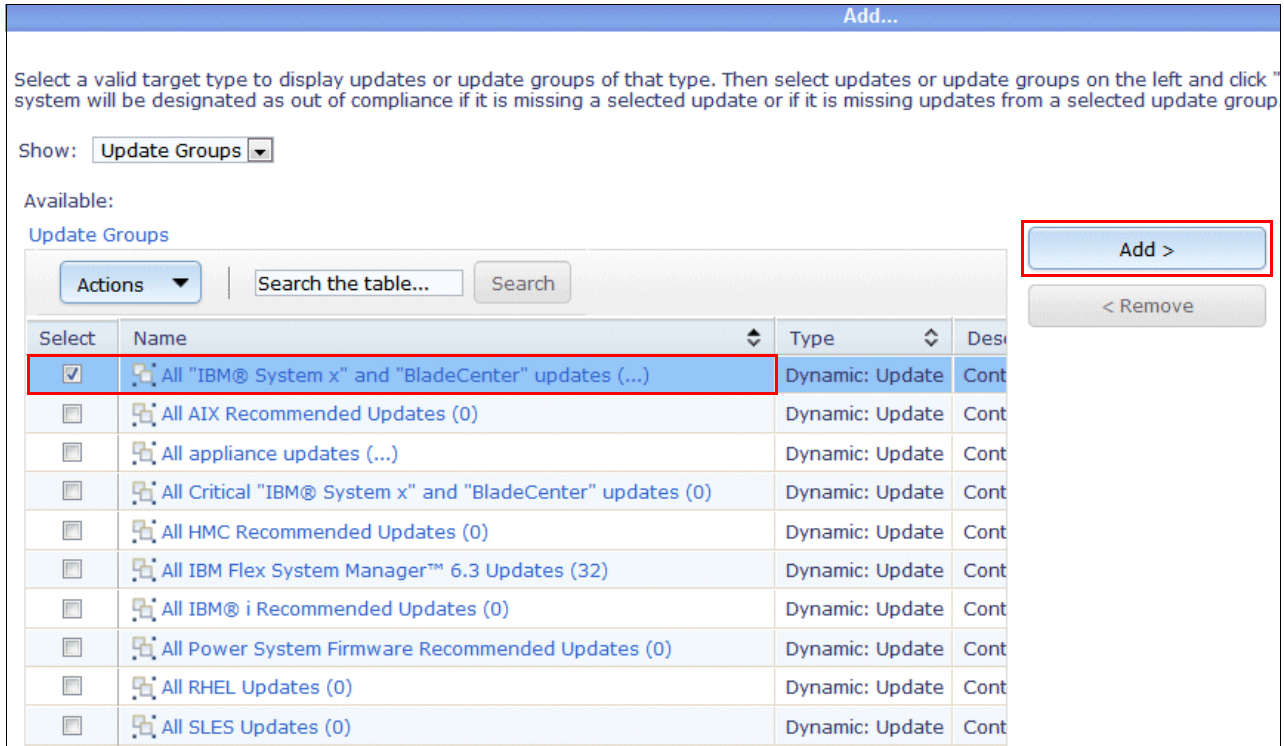 Add...
Select a valid target type to display updates or update groups of that type. Then select updates or update groups on the left and click "
system will be designated as out of compliance if it is missing a selected update or if it is missing updates from a selected update group
Show: Update Groups
Available:
Update Groups
Add >
Actions Search the table... Search
< Remove
Select Name Type Desc
All "IBM® System x" and "BladeCenter" updates (...) Dynamic: Update Cont
All AIX Recommended Updates (0) Dynamic: Update Cont
All appliance updates (...) Dynamic: Update Cont
All Critical "IBM® System x" and "BladeCenter" updates (0) Dynamic: Update Cont
All HMC Recommended Updates (0) Dynamic: Update Cont
All IBM Flex System Manager™ 6.3 Updates (32) Dynamic: Update Cont
All IBM® i Recommended Updates (0) Dynamic: Update Cont
All Power System Firmware Recommended Updates (0) Dynamic: Update Cont
All RHEL Updates (0) Dynamic: Update Cont
All SLES Updates (0) Dynamic: Update Cont